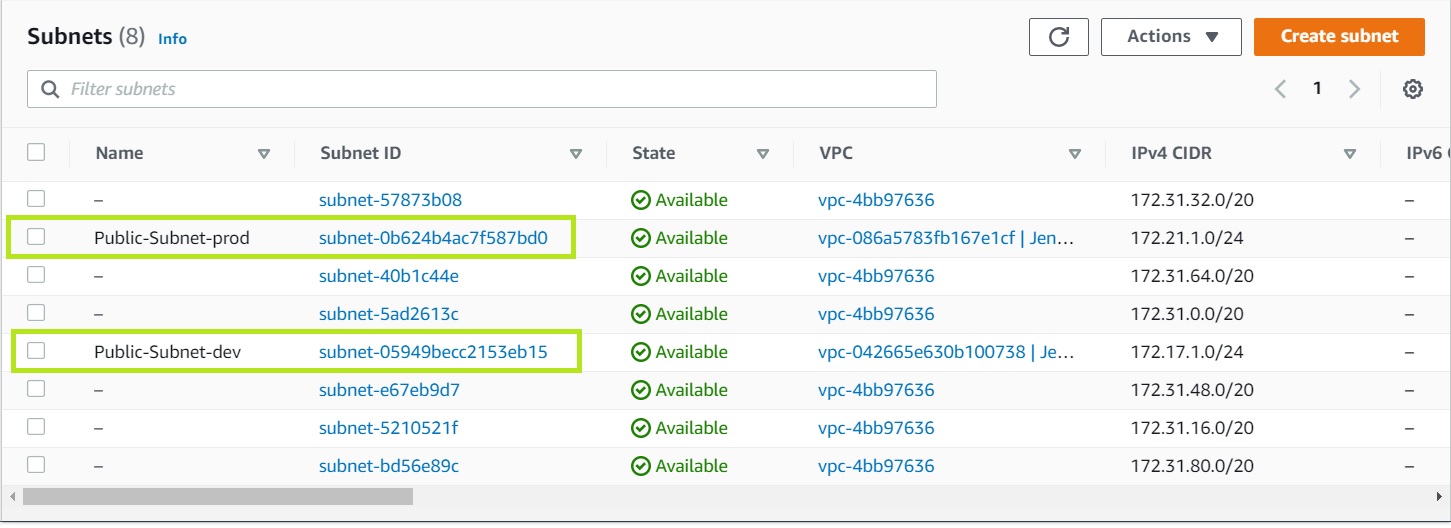 Subnets (8) Info
Actions
Create subnet
Filter subnets
1
Name Subnet ID State VPC IPv4 CIDR IPv6
– subnet-57873b08 Available vpc-4bb97636 172.31.32.0/20 –
Public-Subnet-prod subnet-0b624b4ac7f587bd0 Available vpc-086a5783fb167e1cf | Jen… 172.21.1.0/24 –
– subnet-40b1c44e Available vpc-4bb97636 172.31.64.0/20 –
– subnet-5ad2613c Available vpc-4bb97636 172.31.0.0/20 –
Public-Subnet-dev subnet-05949becc2153eb15 Available vpc-042665e630b100738 | Je… 172.17.1.0/24 –
– subnet-e67eb9d7 Available vpc-4bb97636 172.31.48.0/20 –
– subnet-5210521f Available vpc-4bb97636 172.31.16.0/20 –
– subnet-bd56e89c Available vpc-4bb97636 172.31.80.0/20 –